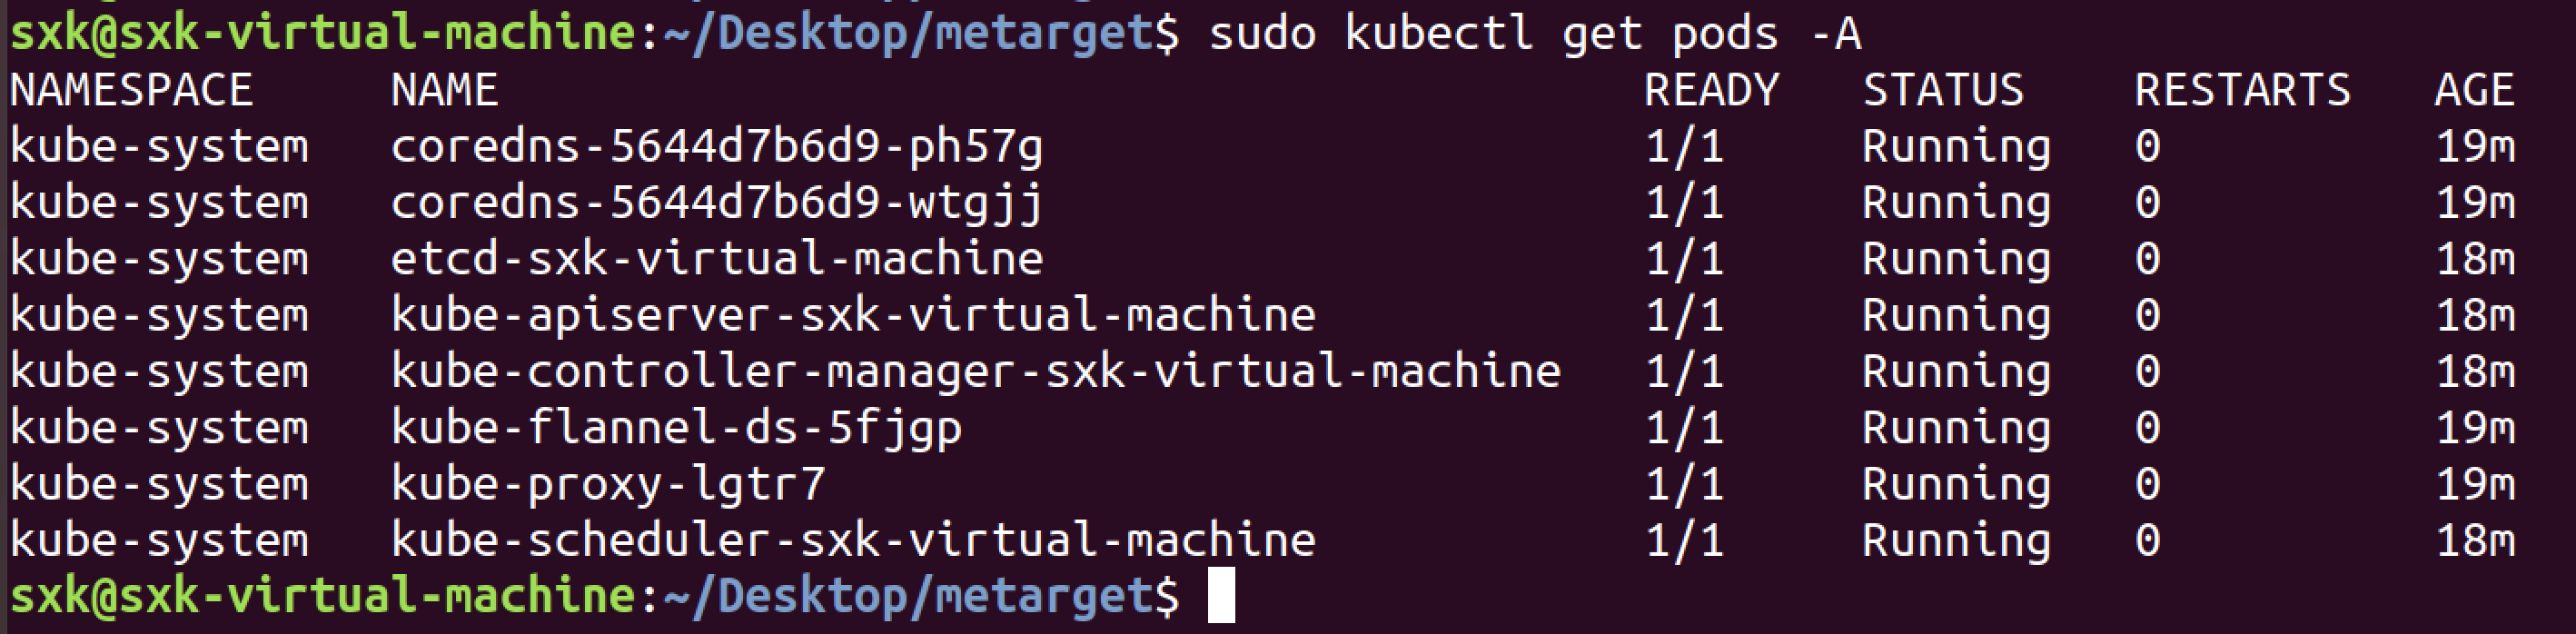 sxk@sxk-virtual-machine:~/Desktop/metarget$ sudo kubectl get pods -A
NAMESPACE     NAME                                          READY   STATUS    RESTARTS   AGE
kube-system   coredns-5644d7b6d9-ph57g                      1/1     Running   0          19m
kube-system   coredns-5644d7b6d9-wtgjj                      1/1     Running   0          19m
kube-system   etcd-sxk-virtual-machine                      1/1     Running   0          18m
kube-system   kube-apiserver-sxk-virtual-machine            1/1     Running   0          18m
kube-system   kube-controller-manager-sxk-virtual-machine   1/1     Running   0          18m
kube-system   kube-flannel-ds-5fjgp                         1/1     Running   0          19m
kube-system   kube-proxy-lgtr7                              1/1     Running   0          19m
kube-system   kube-scheduler-sxk-virtual-machine            1/1     Running   0          18m
sxk@sxk-virtual-machine:~/Desktop/metarget$